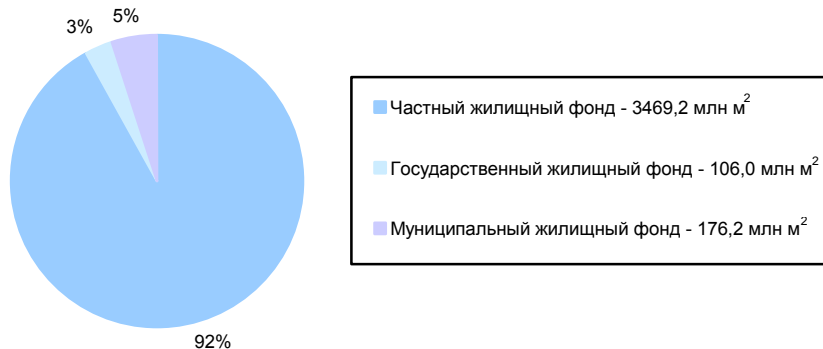 5%
3%
Частный жилищный фонд - 3469,2 млн м²
Государственный жилищный фонд - 106,0 млн м²
Муниципальный жилищный фонд - 176,2 млн м²
92%